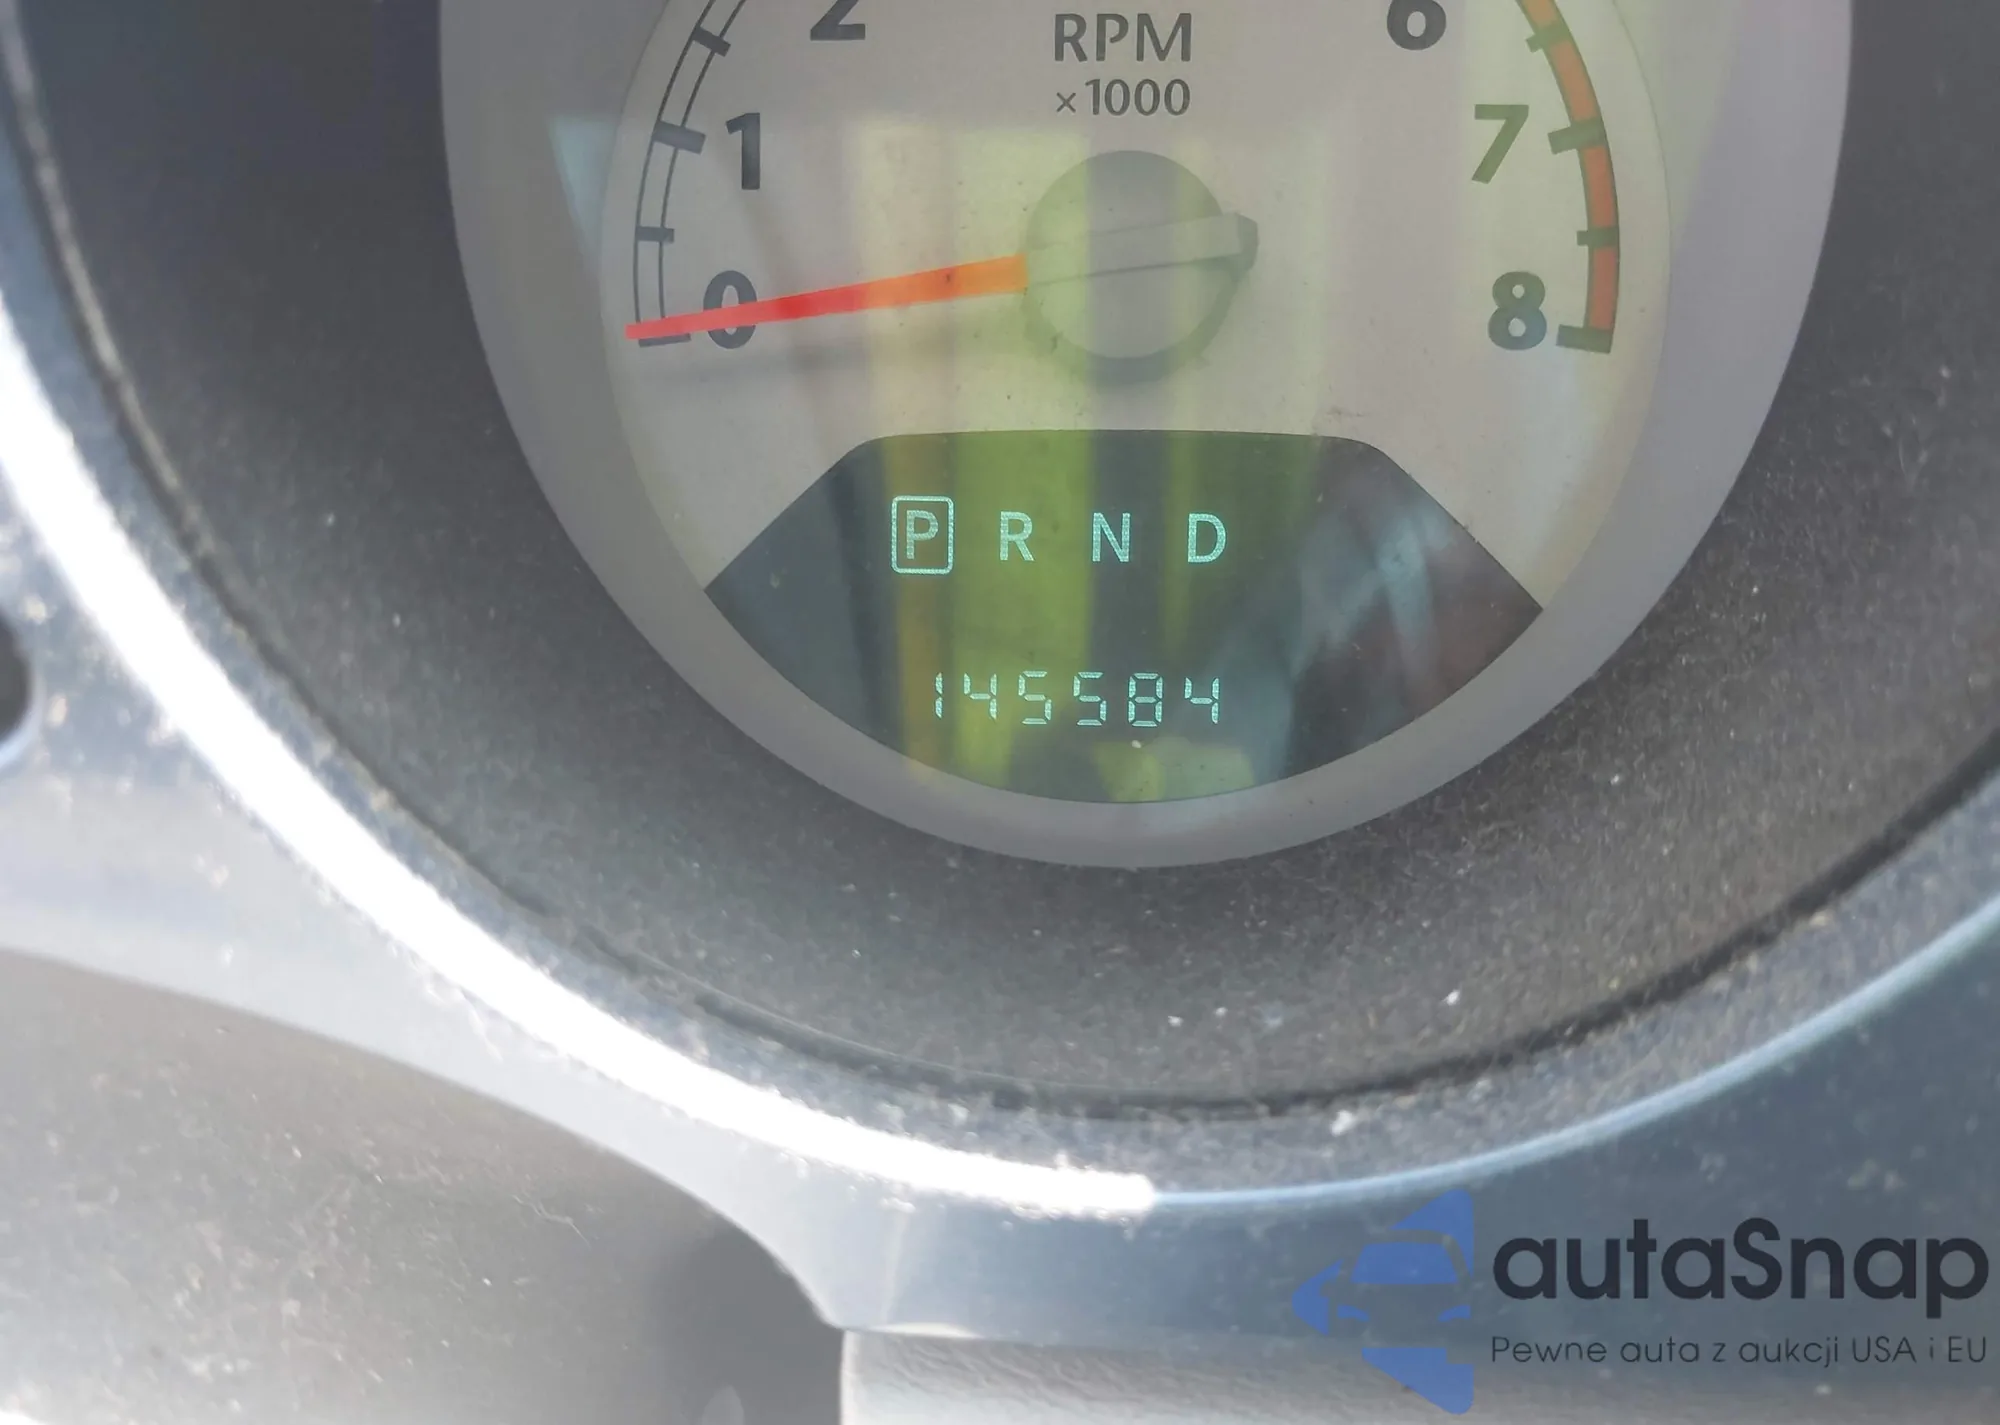 2 RPM 6
×1000
1 7
0 8
P R N D
145584
autaSnap
Pewne auta z aukcji USA i EU